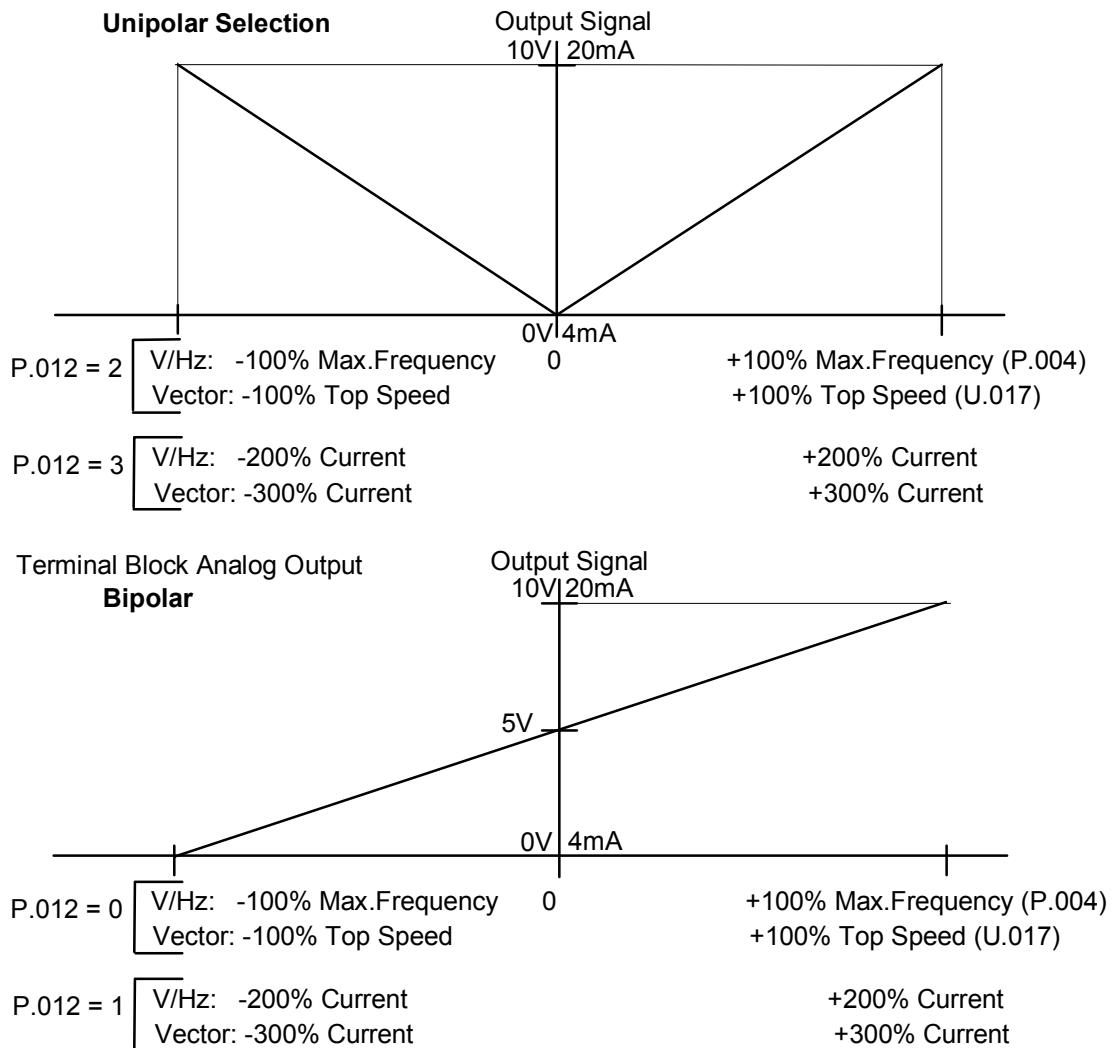 Unipolar Selection
Output Signal
10V 20mA
0V 4mA
0
P.012 = 2
V/Hz: -100% Max.Frequency
+100% Max.Frequency (P.004)
Vector: -100% Top Speed
+100% Top Speed (U.017)
P.012 = 3
V/Hz: -200% Current
+200% Current
Vector: -300% Current
+300% Current
Terminal Block Analog Output
Bipolar
Output Signal
10V 20mA
5V
0V 4mA
0
P.012 = 0
V/Hz: -100% Max.Frequency
+100% Max.Frequency (P.004)
Vector: -100% Top Speed
+100% Top Speed (U.017)
P.012 = 1
V/Hz: -200% Current
+200% Current
Vector: -300% Current
+300% Current